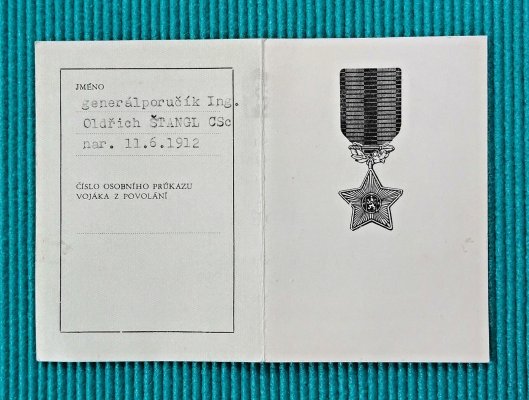 JMÉNO
generálporučík Ing.
Oldřich ŠTANGL CSc
nar. 11.6.1912
ČÍSLO OSOBNÍHO PRŮKAZU
VOJÁKA Z POVOLÁNÍ